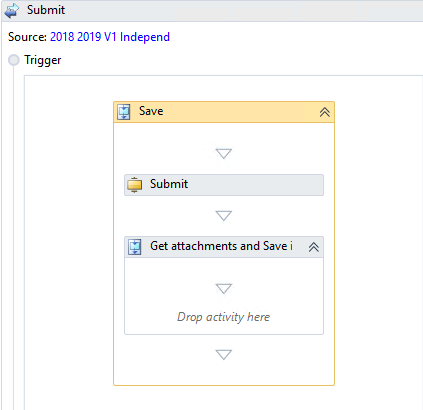 Submit
Source: 2018 2019 V1 Independ
Trigger
Save
Submit
Get attachments and Save i
Drop activity here